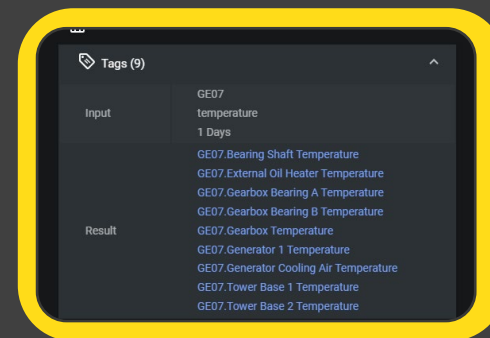 Tags (9)
Input
GE07
temperature
1 Days
Result
GE07.Bearing Shaft Temperature
GE07.External Oil Heater Temperature
GE07.Gearbox Bearing A Temperature
GE07.Gearbox Bearing B Temperature
GE07.Gearbox Temperature
GE07.Generator 1 Temperature
GE07.Generator Cooling Air Temperature
GE07.Tower Base 1 Temperature
GE07.Tower Base 2 Temperature